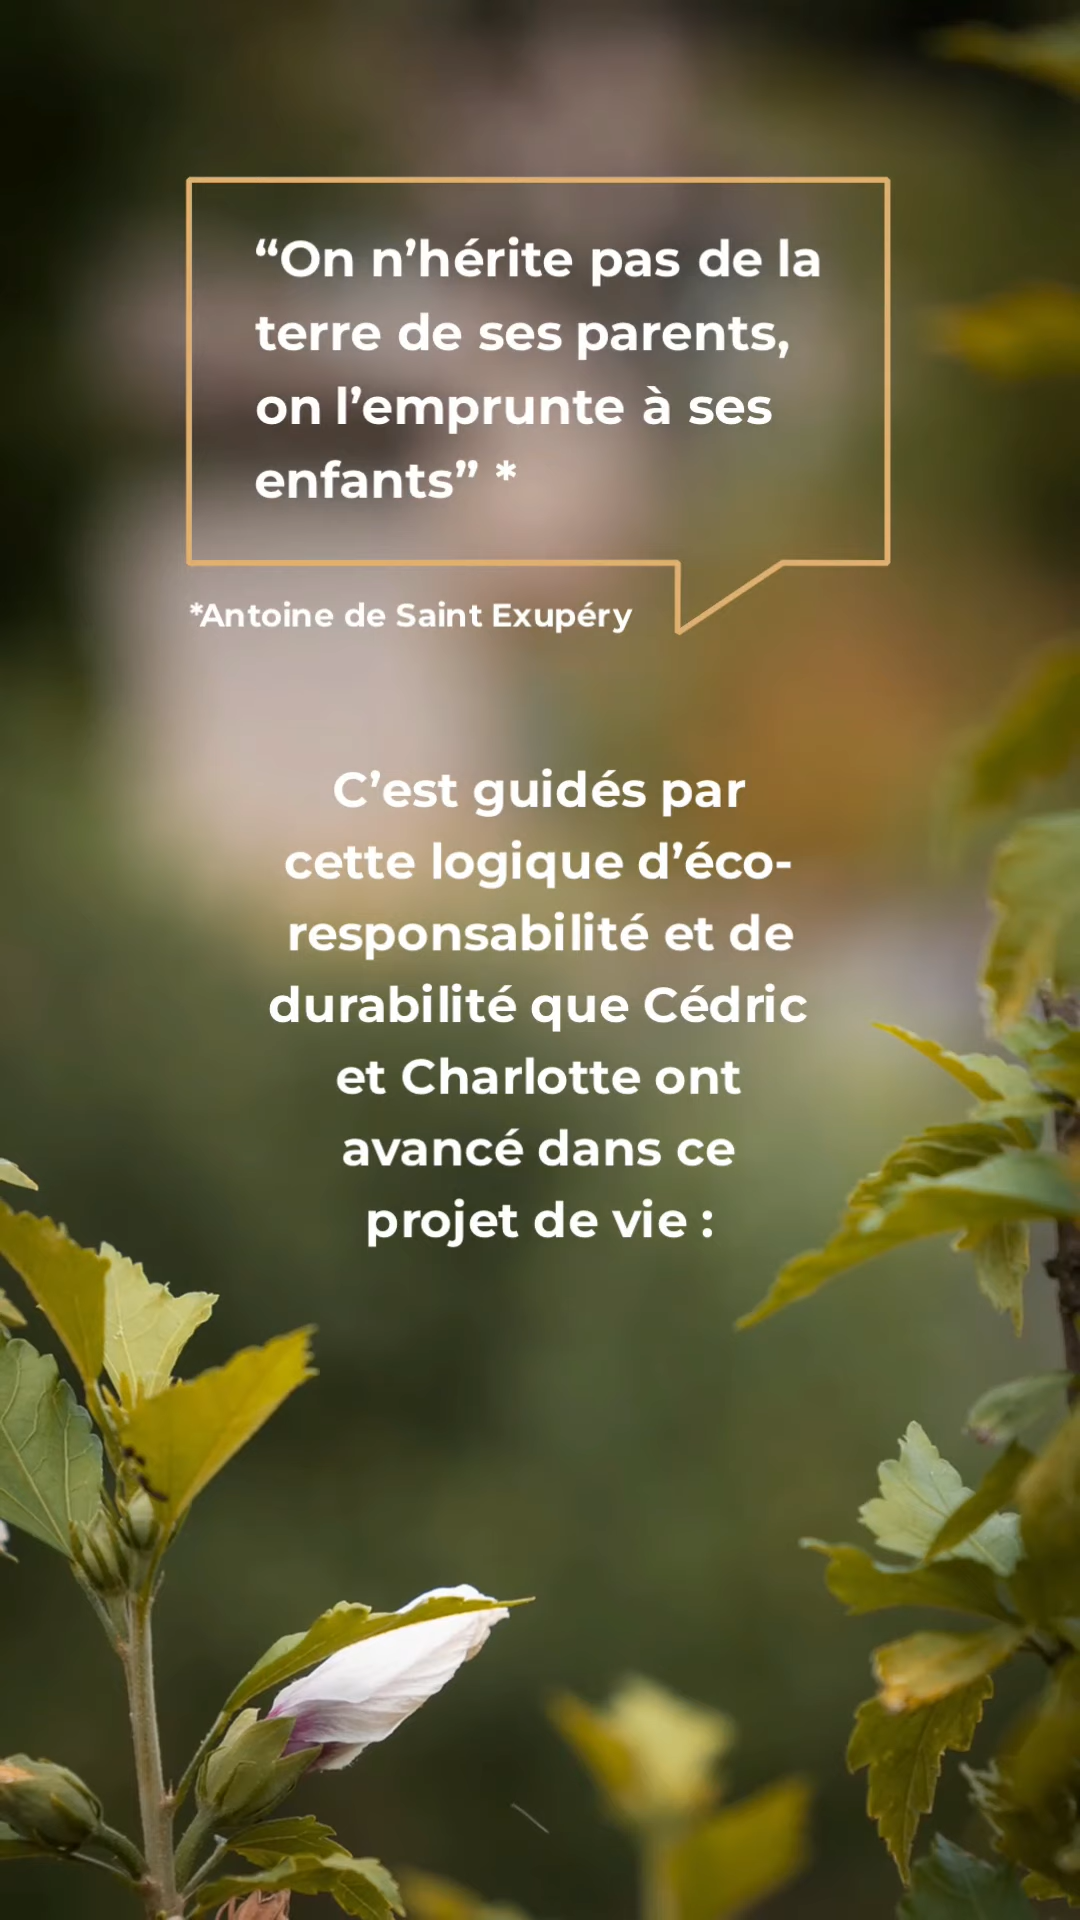 “On n’hérite pas de la
terre de ses parents,
on l’emprunte à ses
enfants” *
*Antoine de Saint Exupéry
C’est guidés par
cette logique d’éco-
responsabilité et de
durabilité que Cédric
et Charlotte ont
avancé dans ce
projet de vie :